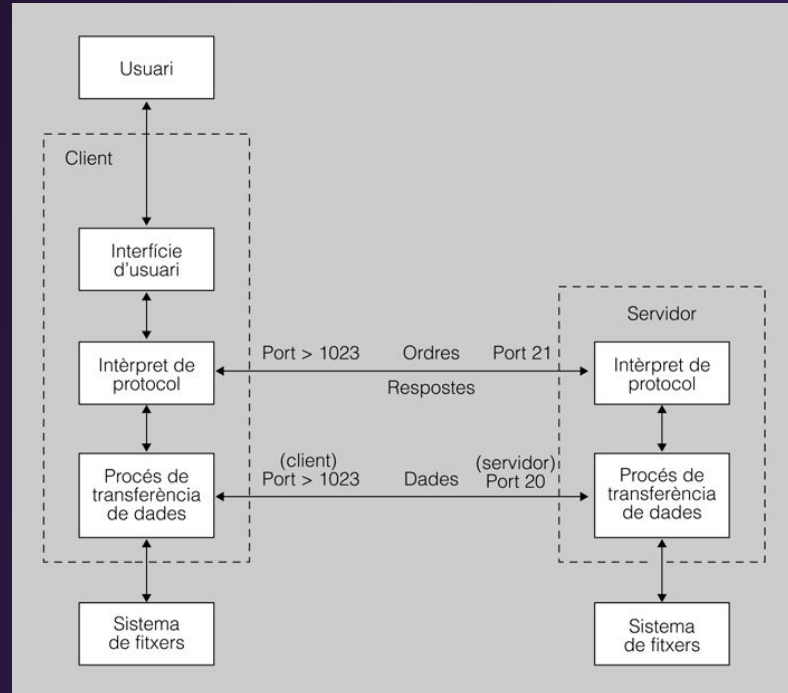 Usuari
Client
Interfície
d'usuari
Servidor
Intèrpret de
protocol
Port > 1023 Ordres Port 21
Respostes
Intèrpret de
protocol
Procés de
transferència
de dades
(client) (servidor)
Port > 1023 Dades Port 20
Procés de
transferència
de dades
Sistema
de fitxers
Sistema
de fitxers